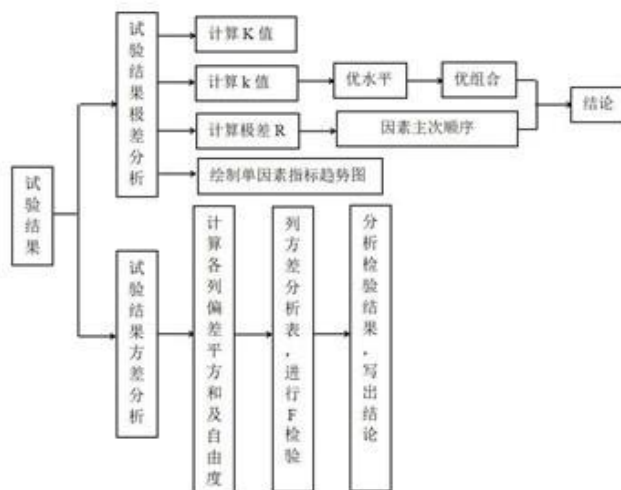 试验结果
试验结果极差分析
计算 K 值
计算 k 值
优水平
优组合
计算极差 R
因素主次顺序
结论
绘制单因素指标趋势图
试验结果方差分析
计算各列偏差平方和及自由度
列方差分析表，进行F检验
分析检验结果，写出结论